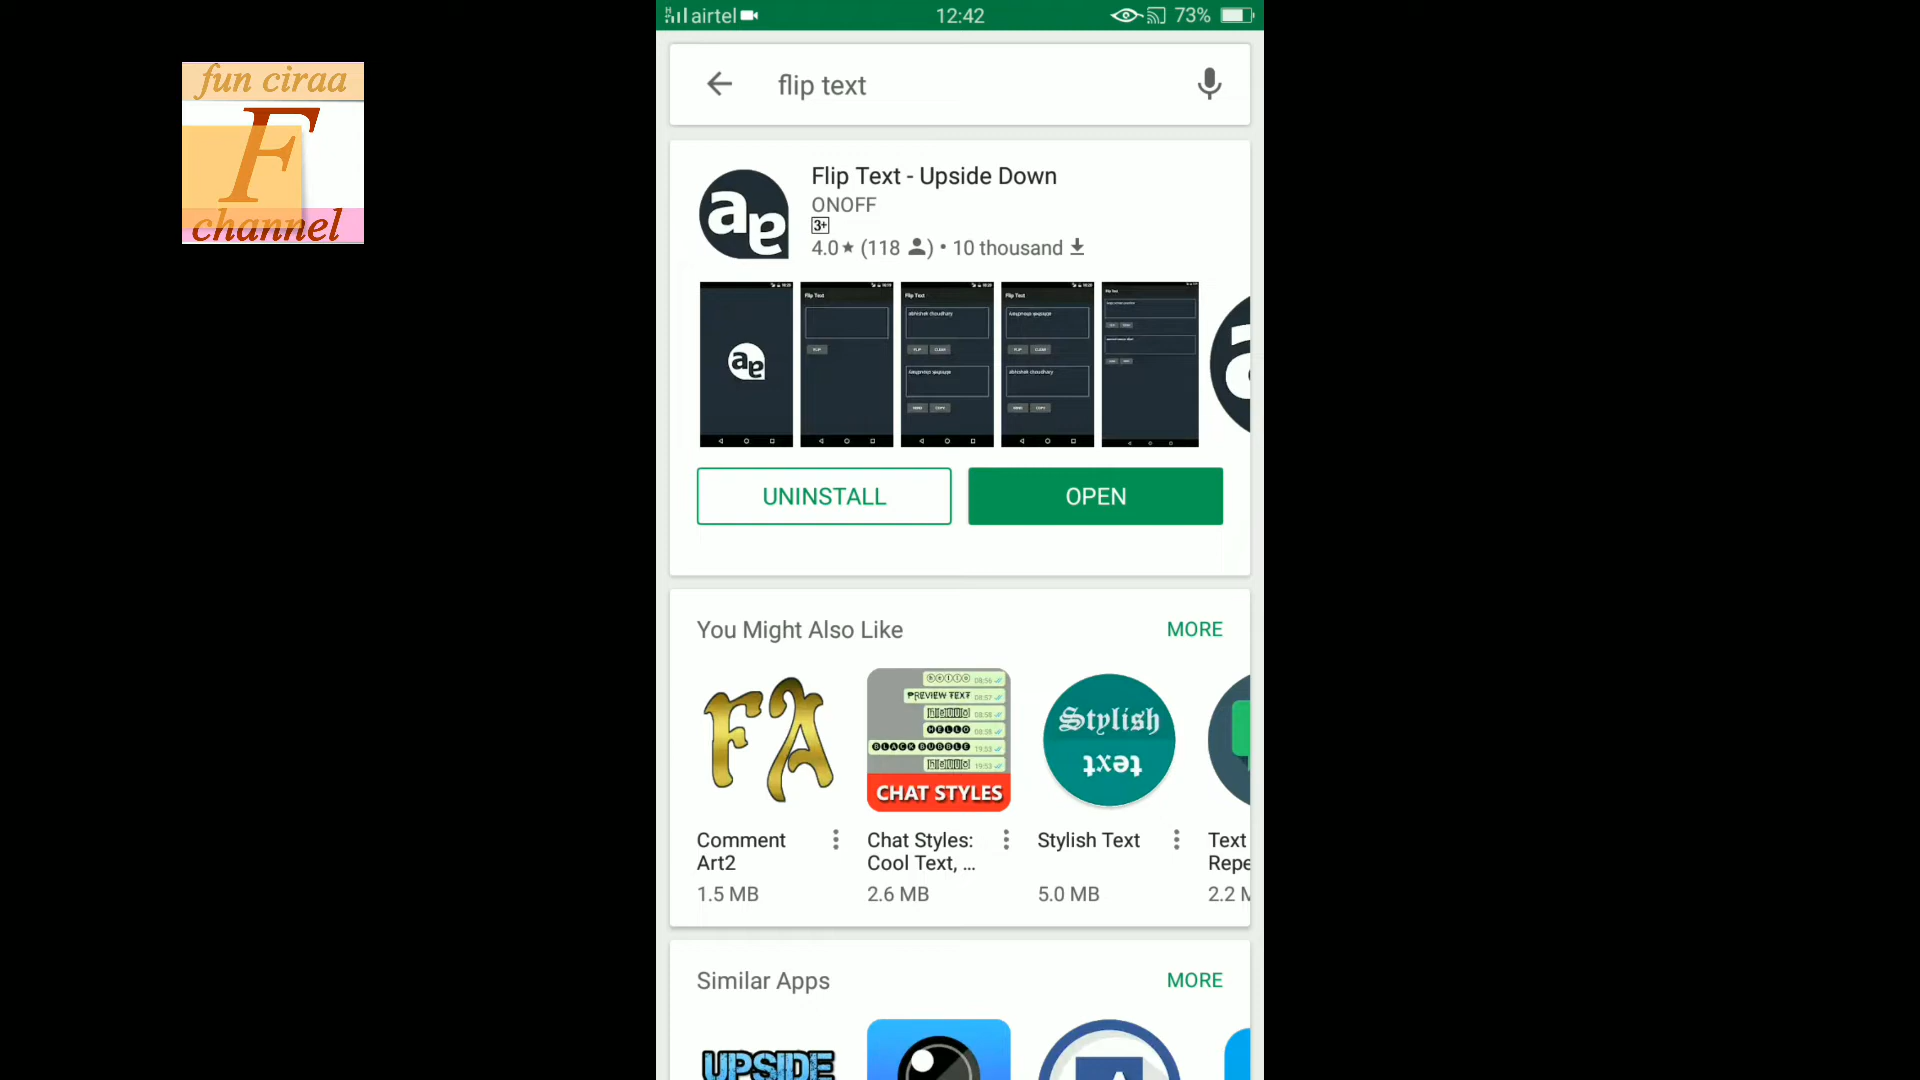 airtel 12:42 73%
fun ciraa
F
channel
flip text
Flip Text - Upside Down
ONOFF
3+
4.0 (118 ) • 10 thousand
UNINSTALL
OPEN
You Might Also Like
MORE
FA
PREVIEW TEXT
HELLO
BLACK BUBBLE
CHAT STYLES
Stylish
text
Comment
Art2
1.5 MB
Chat Styles:
Cool Text, ...
2.6 MB
Stylish Text
5.0 MB
Text
Repe
2.2 M
Similar Apps
MORE
UPSIDE